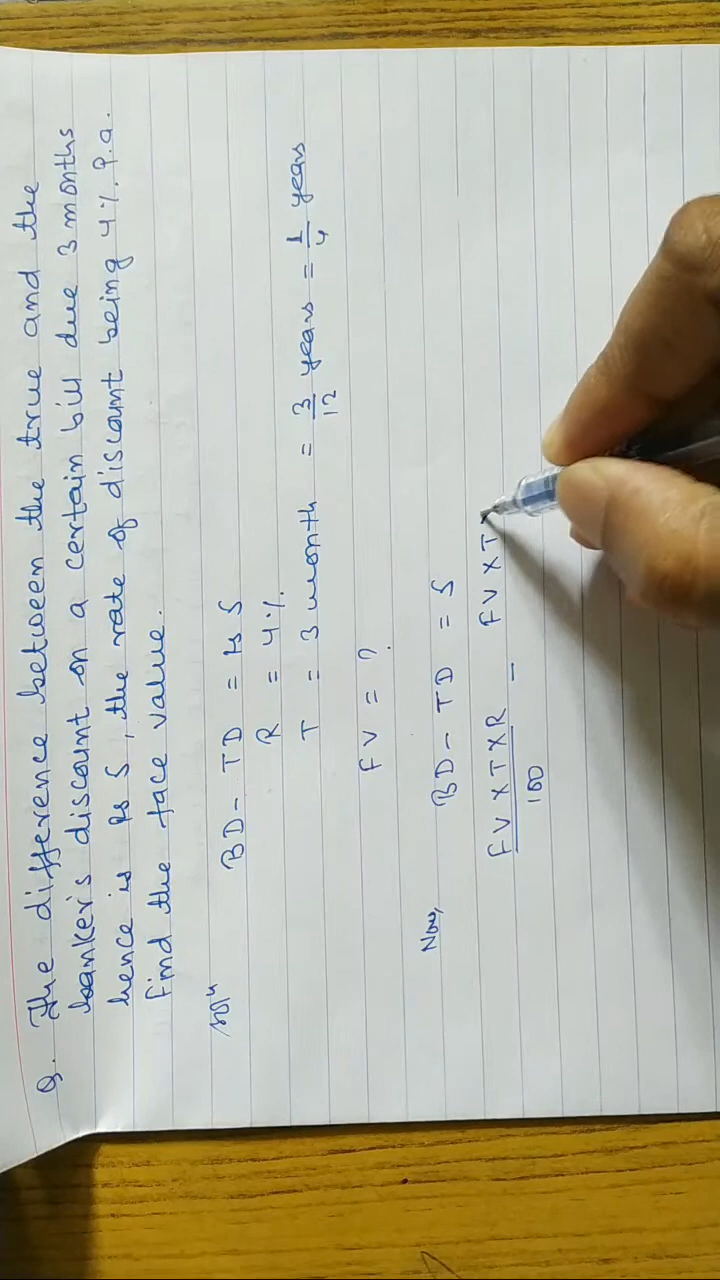 Q. The difference between the true and the
banker's discount on a certain bill due 3 months
hence is Rs 5, the rate of discount being 4%. P.a.
Find the face value.
solⁿ BD - TD = Rs 5
R = 4%.
T = 3 month = 3/12 years = 1/4 years
FV = ?
Now, BD - TD = 5
FV X T X R / 100 - FV X T